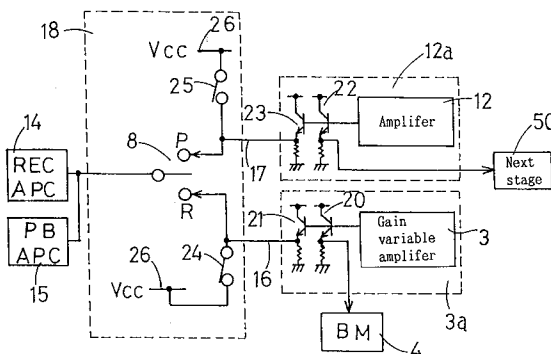 18
26
Vcc
25
12a
22
12
23
Amplifer
50
Next
stage
14
8
P
REC
APC
17
R
20
21
Gain
variable
amplifer
3
PB
APC
15
26
24
16
Vcc
3a
BM
4